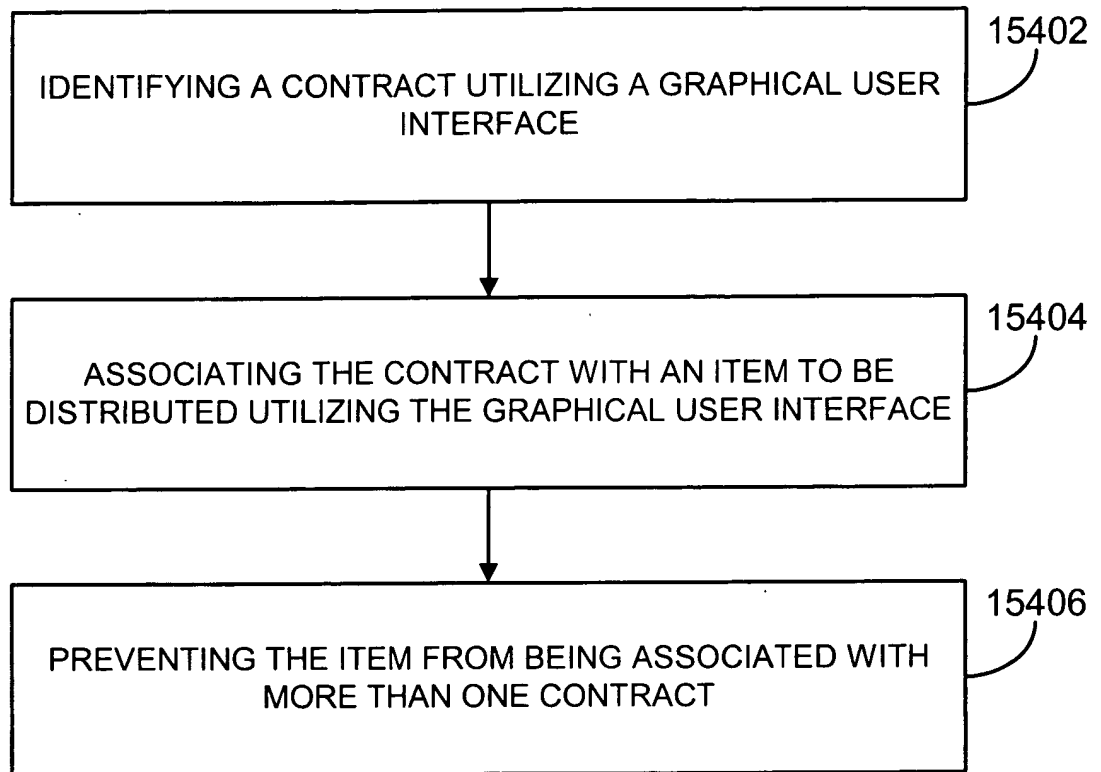 15402
IDENTIFYING A CONTRACT UTILIZING A GRAPHICAL USER
INTERFACE
15404
ASSOCIATING THE CONTRACT WITH AN ITEM TO BE
DISTRIBUTED UTILIZING THE GRAPHICAL USER INTERFACE
15406
PREVENTING THE ITEM FROM BEING ASSOCIATED WITH
MORE THAN ONE CONTRACT